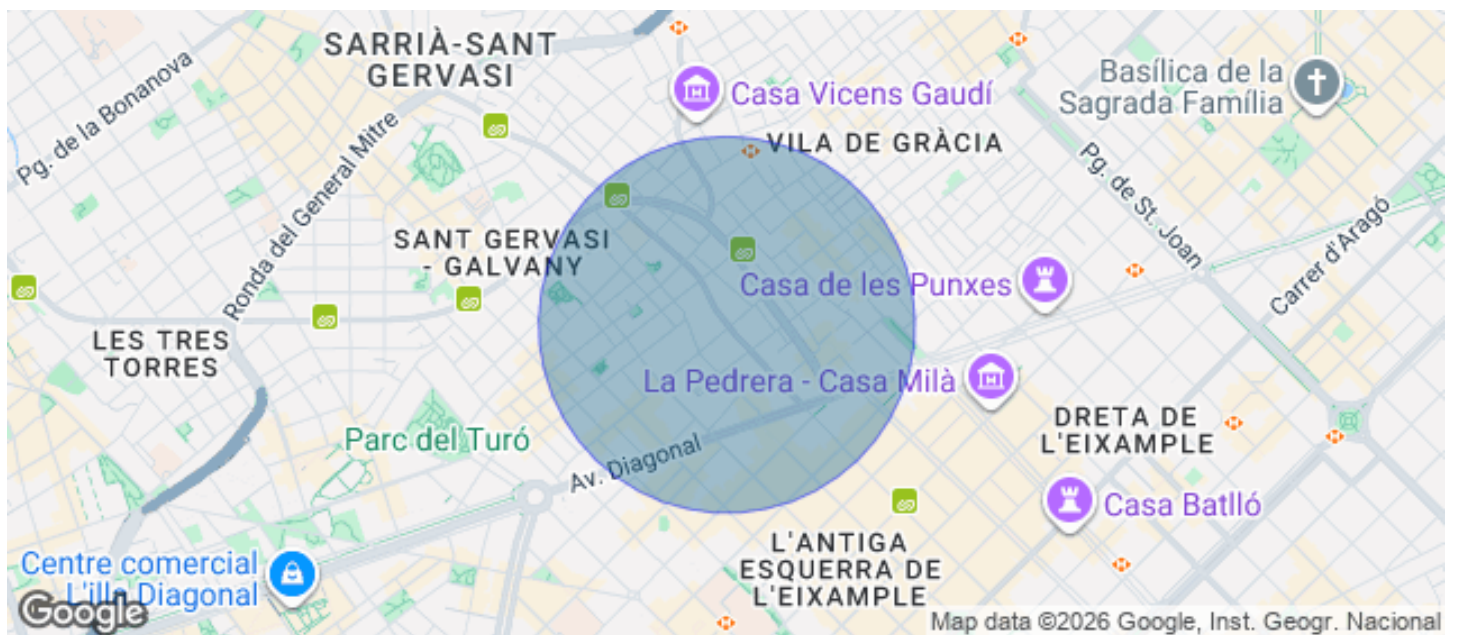 SARRIÀ-SANT
GERVASI
Pg. de la Bonanova
Ronda del General Mitre
Casa Vicens Gaudí
VILA DE GRÀCIA
Basílica de la
Sagrada Família
Pg. de St. Joan
Carrer d'Aragó
SANT GERVASI
- GALVANY
Casa de les Punxes
LES TRES
TORRES
La Pedrera - Casa Milà
Parc del Turó
Av. Diagonal
DRETA DE
L'EIXAMPLE
Casa Batlló
L'ANTIGA
ESQUERRA DE
L'EIXAMPLE
Centre comercial
L'illa Diagonal
Google
Map data ©2026 Google, Inst. Geogr. Nacional